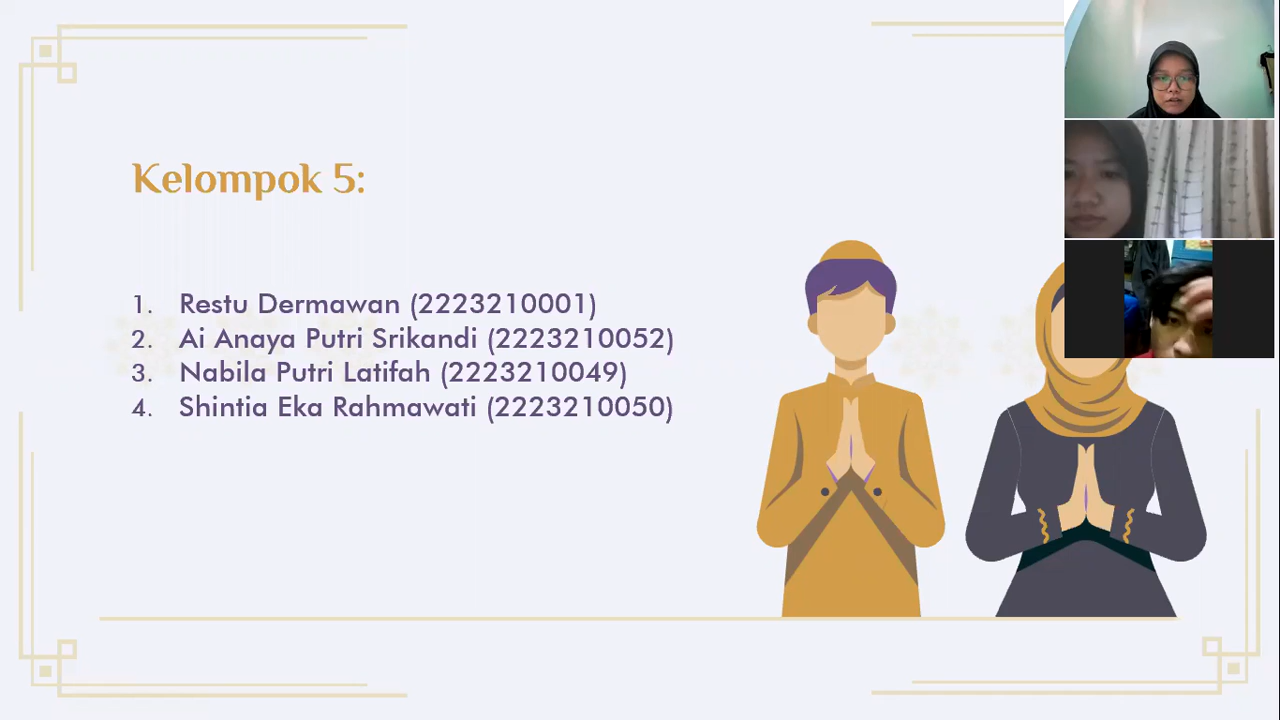 Kelompok 5:
1. Restu Dermawan (2223210001)
2. Ai Anaya Putri Srikandi (2223210052)
3. Nabila Putri Latifah (2223210049)
4. Shintia Eka Rahmawati (2223210050)